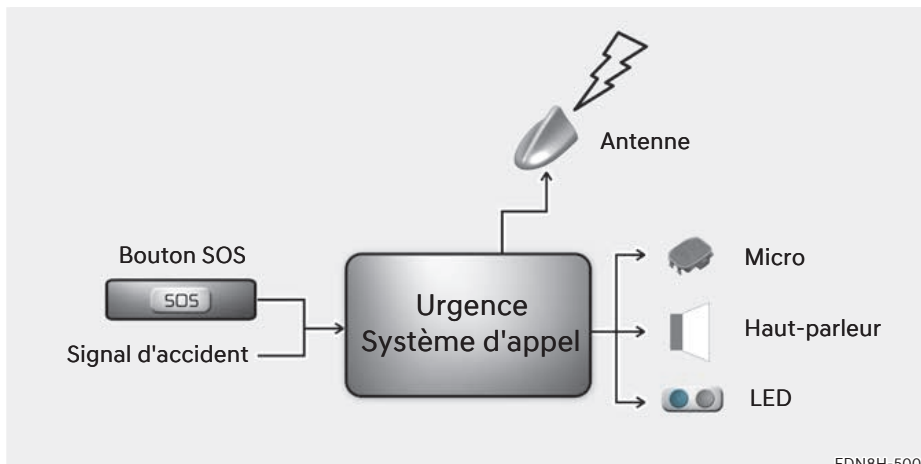 Antenne
Bouton SOS
SOS
Signal d'accident
Urgence
Système d'appel
Micro
Haut-parleur
LED